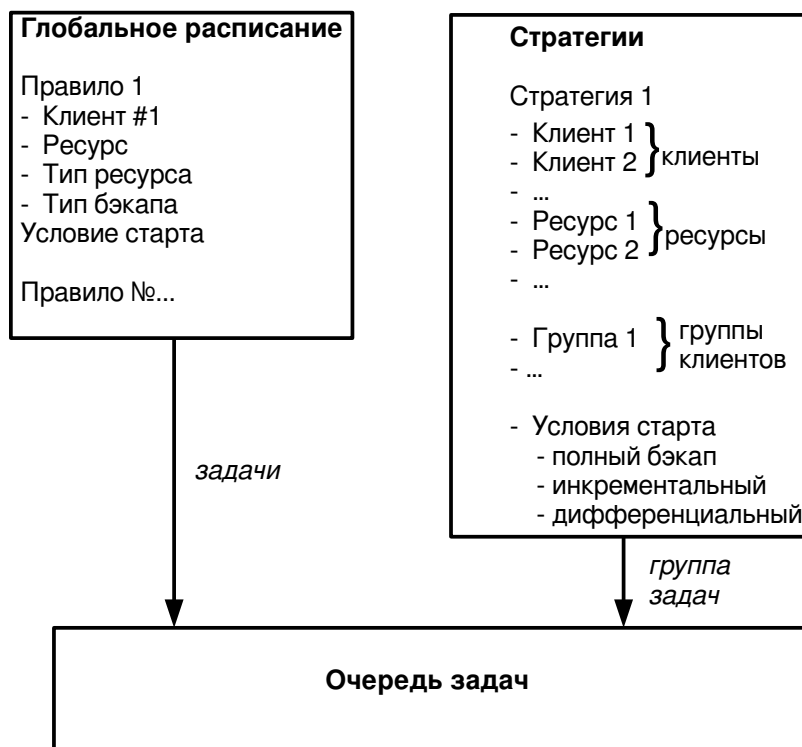 Глобальное расписание
Правило 1
- Клиент #1
- Ресурс
- Тип ресурса
- Тип бэкапа
Условие старта
Правило №...
задачи
Стратегии
Стратегия 1
- Клиент 1
- Клиент 2
клиенты
- ...
- Ресурс 1
- Ресурс 2
ресурсы
- ...
- Группа 1
группы
клиентов
- ...
- Условия старта
- полный бэкап
- инкрементальный
- дифференциальный
группа
задач
Очередь задач